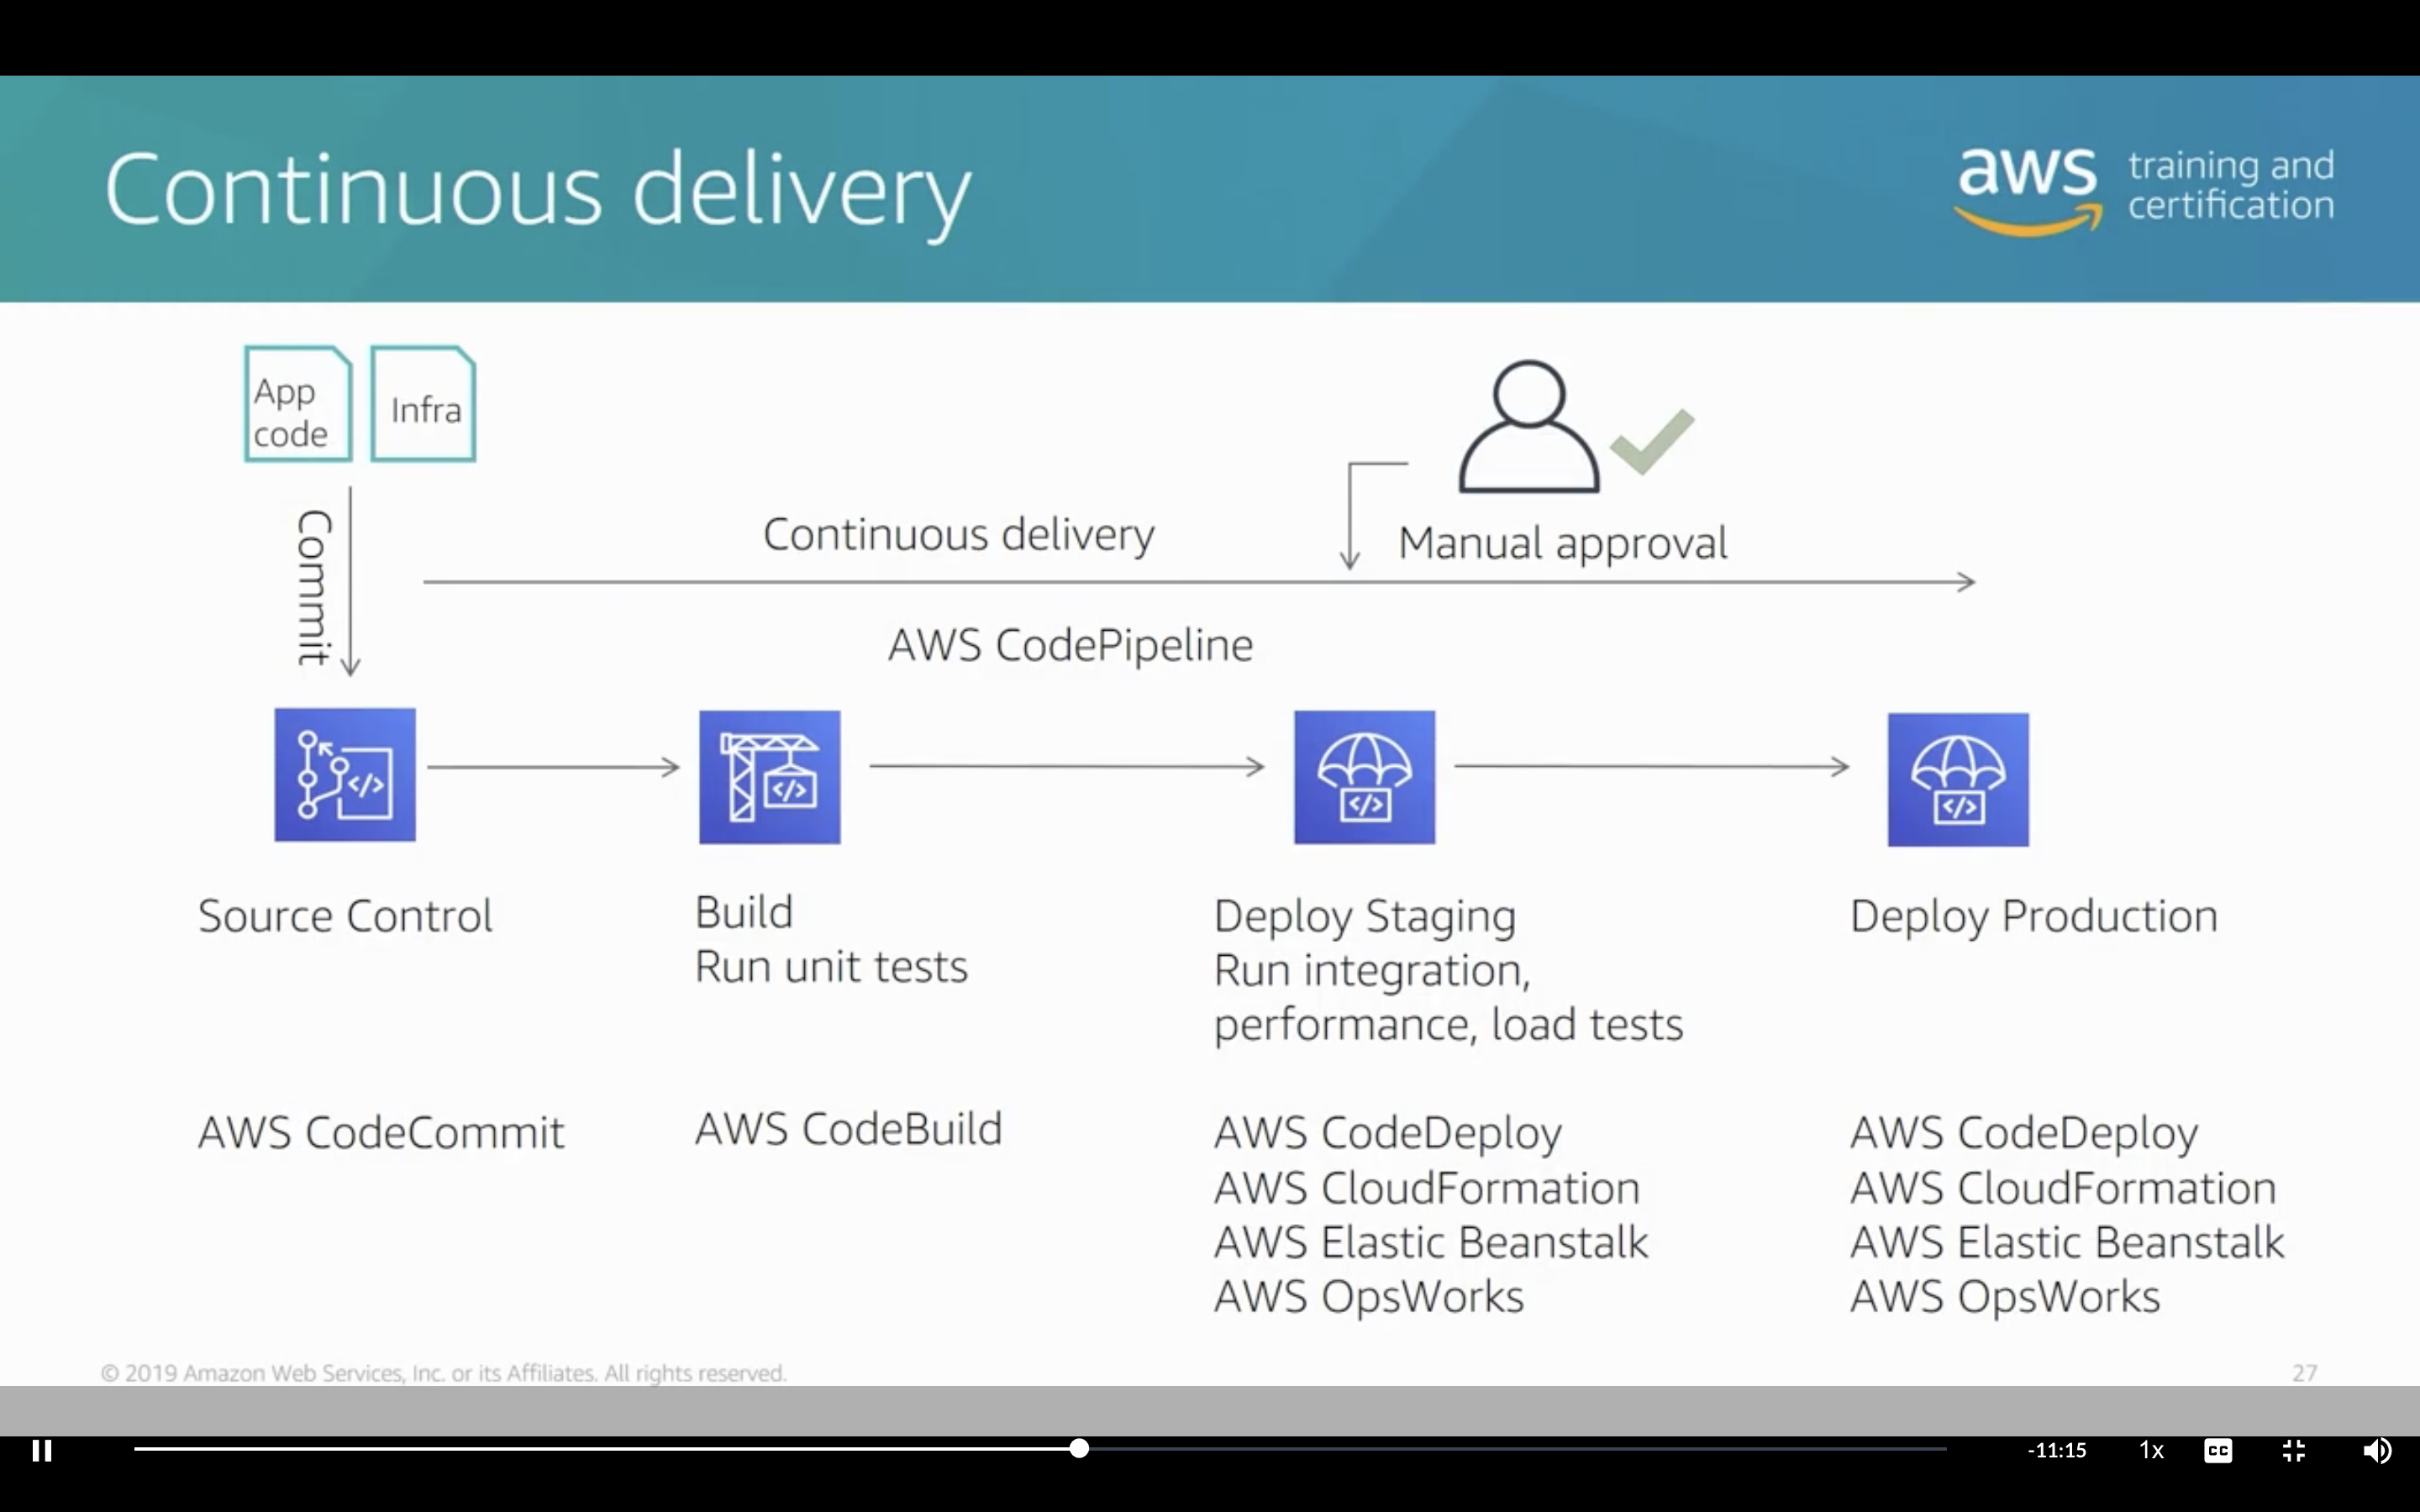 Continuous delivery
aws training and
certification
App
code
Infra
Commit
Continuous delivery
Manual approval
AWS CodePipeline
Source Control
Build
Run unit tests
Deploy Staging
Run integration,
performance, load tests
Deploy Production
AWS CodeCommit
AWS CodeBuild
AWS CodeDeploy
AWS CloudFormation
AWS Elastic Beanstalk
AWS OpsWorks
AWS CodeDeploy
AWS CloudFormation
AWS Elastic Beanstalk
AWS OpsWorks
© 2019 Amazon Web Services, Inc. or its Affiliates. All rights reserved.
27
-11:15
1x
CC